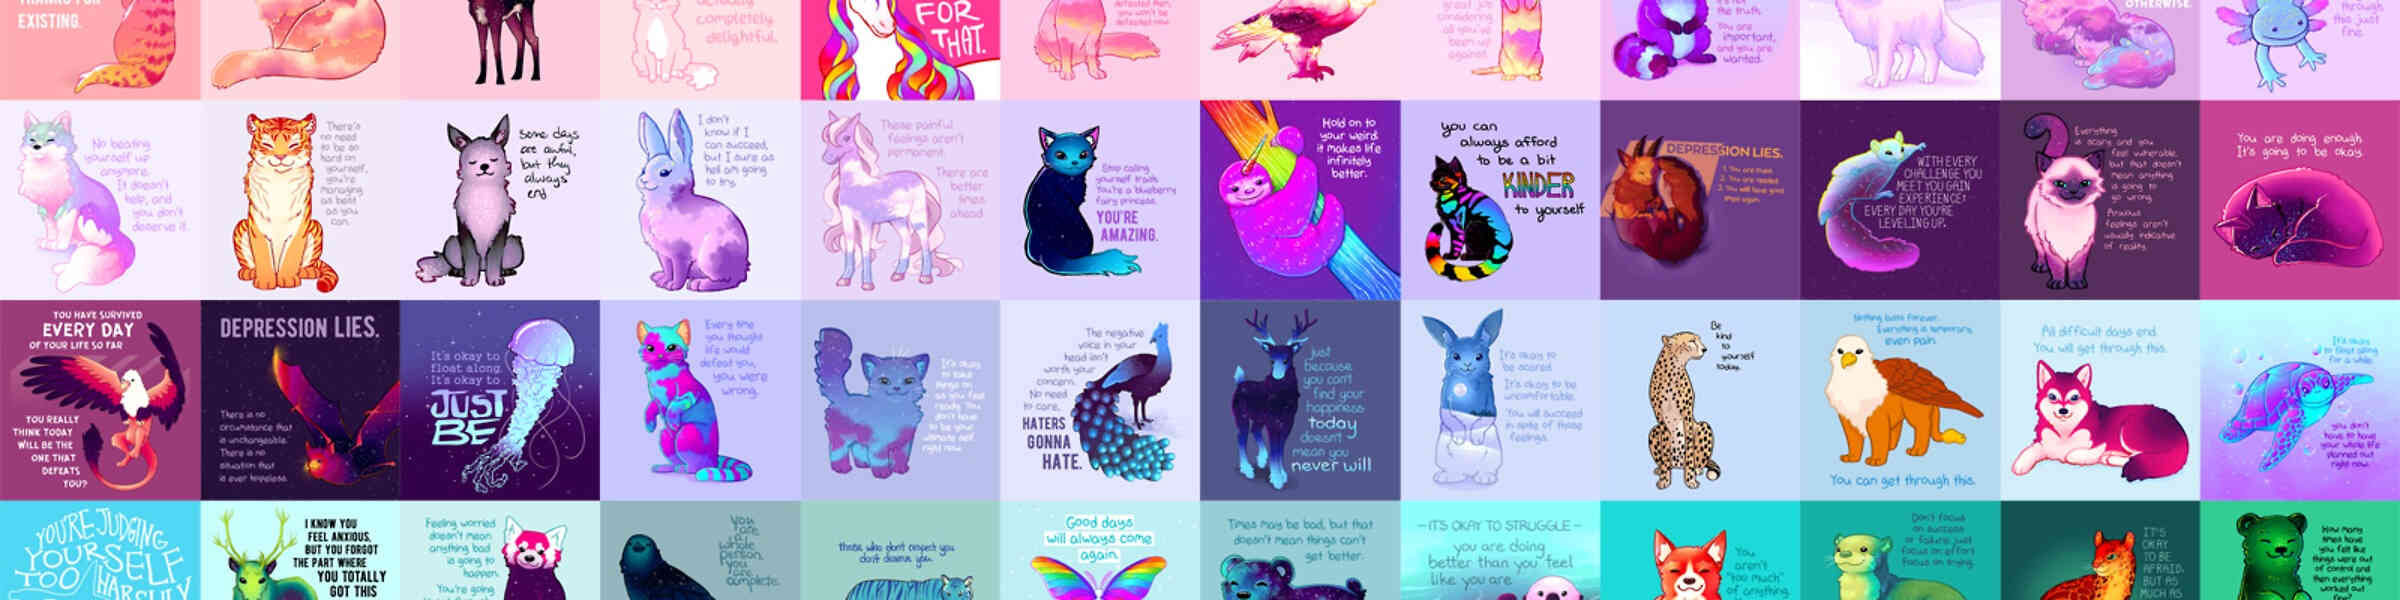 THANKS FOR
EXISTING.
actually
completely
delightful.
FOR
THAT.
defeated then,
you won't be
defeated now.
great job
considering
all you've
been up
against.
the truth.
You are
important,
and you are
wanted.
OTHERWISE.
through
this just
fine.
No beating
yourself up
anymore.
It doesn't
help, and
you don't
deserve it.
There's
no need
to be so
hard on
yourself,
you're
managing
as best
as you
can.
some days
are awful,
but they
always
end
I don't
know if I
can succeed,
but I sure as
hell am going
to try.
These painful
feelings aren't
permanent.
There are
better
times
ahead.
Stop calling
yourself trash.
You're a blueberry
fairy princess.
YOU'RE
AMAZING.
Hold on to
your weird:
it makes life
infinitely
better.
you can
always afford
to be a bit
KINDER
to yourself
DEPRESSION LIES.
1. You are loved.
2. You are needed.
3. You will feel good
again.
WITH EVERY
CHALLENGE YOU
MEET YOU GAIN
EXPERIENCE:
EVERY DAY YOU'RE
LEVELING UP.
Everything
is scary and you
feel vulnerable,
but that doesn't
mean anything
is going to
go wrong.
Anxious
feelings aren't
usually indicative
of reality.
You are doing enough.
It's going to be okay.
YOU HAVE SURVIVED
EVERY DAY
OF YOUR LIFE SO FAR
YOU REALLY
THINK TODAY
WILL BE THE
ONE THAT
DEFEATS
YOU?
DEPRESSION LIES.
There is no
circumstance that
is unchangeable.
There is no
situation that
is ever hopeless.
It's okay to
float along.
It's okay to
JUST
BE
Every time
you thought
life would
defeat you,
you were
wrong.
It's okay
to take
things on
as you feel
ready. You
don't have
to be your
ultimate self
right now.
The negative
voice in your
head isn't
worth your
concern.
No need
to care,
HATERS
GONNA
HATE.
just
because
you can't
find your
happiness
today
doesn't
mean you
never will
It's okay to
be scared.
It's okay to be
uncomfortable.
You will succeed
in spite of those
feelings.
Be
kind
to
yourself
today.
Nothing lasts forever.
Everything is temporary,
even pain.
You can get through this.
All difficult days end.
You will get through this.
It's okay
to float along
for a while.
you don't
have to have
your whole life
planned out
right now.
YOU'RE JUDGING
YOURSELF
TOO HARSHLY
I KNOW YOU
FEEL ANXIOUS,
BUT YOU FORGOT
THE PART WHERE
YOU TOTALLY
GOT THIS
Feeling worried
doesn't mean
anything bad
is going to
happen.
You're going
You
are
a
whole
person.
You
are
complete.
those who don't respect you
don't deserve you.
Good days
will always come
again.
Times may be bad, but that
doesn't mean things can't
get better.
—IT'S OKAY TO STRUGGLE—
you are doing
better than you feel
like you are
You
aren't
"too much"
of anything.
Don't focus
on success
or failure, just
focus on effort.
Focus on trying.
IT'S
OKAY
TO BE
AFRAID,
BUT AS
MUCH AS
How many
times have
you felt like
things were out
of control and
then everything
worked out